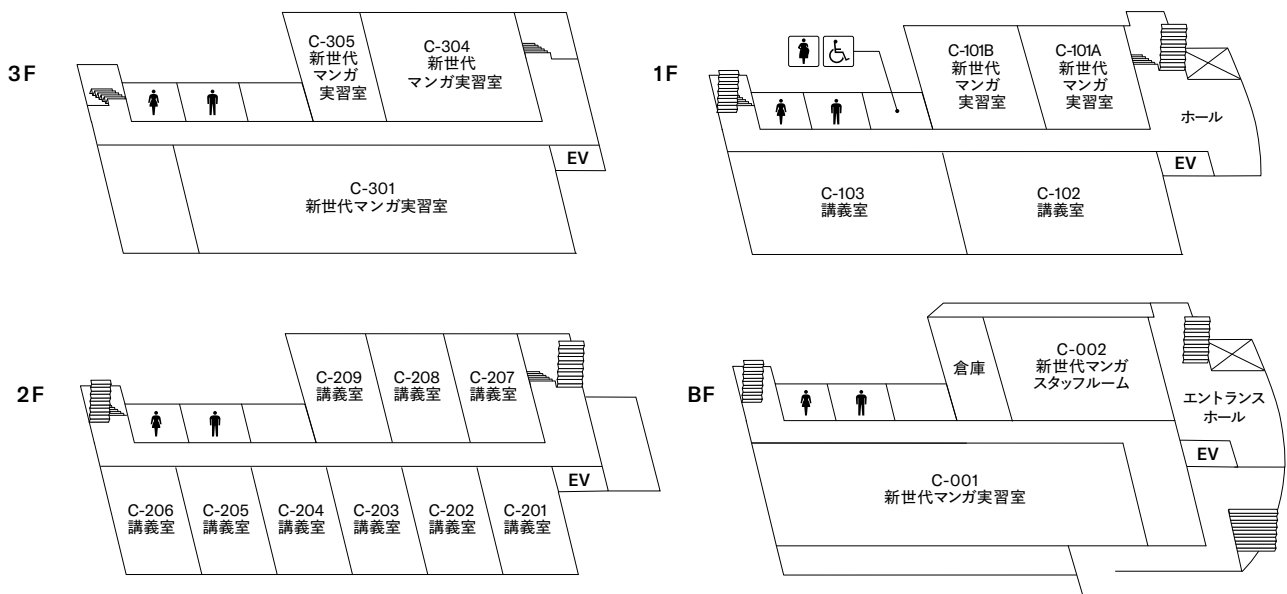 3F
C-305
新世代
マンガ
実習室
C-304
新世代
マンガ実習室
EV
C-301
新世代マンガ実習室
1F
C-101B
新世代
マンガ
実習室
C-101A
新世代
マンガ
実習室
ホール
EV
C-103
講義室
C-102
講義室
2F
C-209
講義室
C-208
講義室
C-207
講義室
EV
C-206
講義室
C-205
講義室
C-204
講義室
C-203
講義室
C-202
講義室
C-201
講義室
BF
倉庫
C-002
新世代マンガ
スタッフルーム
エントランス
ホール
EV
C-001
新世代マンガ実習室